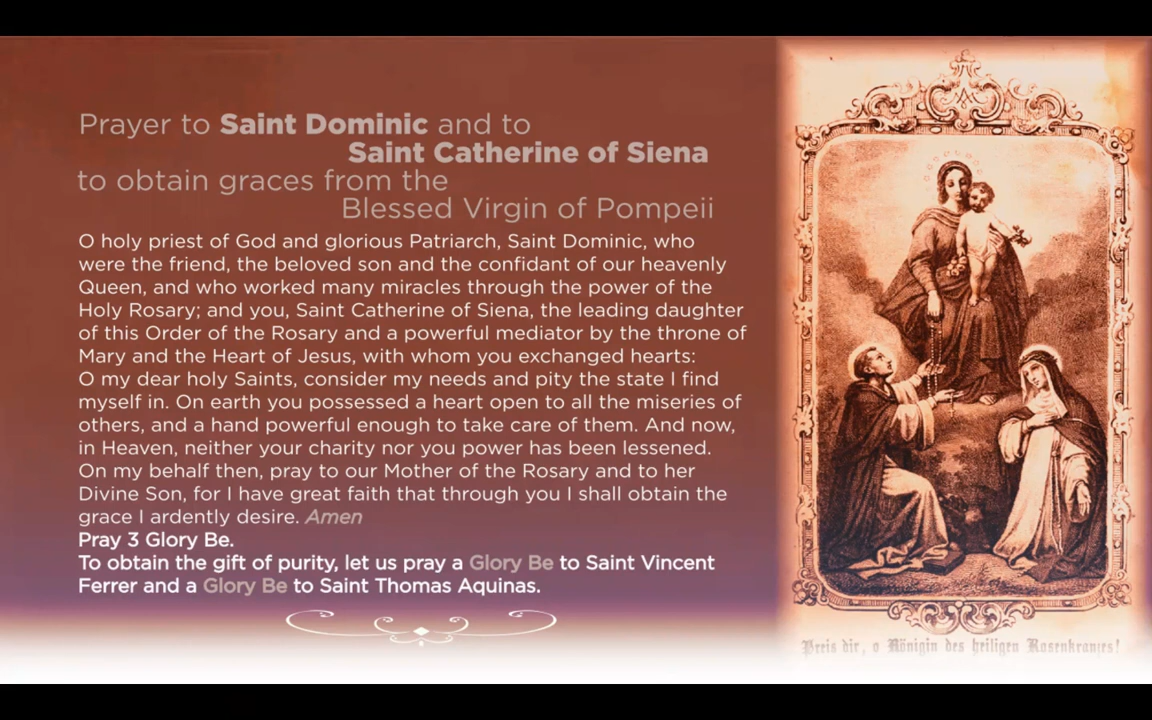 Prayer to Saint Dominic and to
Saint Catherine of Siena
to obtain graces from the
Blessed Virgin of Pompeii
O holy priest of God and glorious Patriarch, Saint Dominic, who
were the friend, the beloved son and the confidant of our heavenly
Queen, and who worked many miracles through the power of the
Holy Rosary; and you, Saint Catherine of Siena, the leading daughter
of this Order of the Rosary and a powerful mediator by the throne of
Mary and the Heart of Jesus, with whom you exchanged hearts:
O my dear holy Saints, consider my needs and pity the state I find
myself in. On earth you possessed a heart open to all the miseries of
others, and a hand powerful enough to take care of them. And now,
in Heaven, neither your charity nor you power has been lessened.
On my behalf then, pray to our Mother of the Rosary and to her
Divine Son, for I have great faith that through you I shall obtain the
grace I ardently desire. Amen
Pray 3 Glory Be.
To obtain the gift of purity, let us pray a Glory Be to Saint Vincent
Ferrer and a Glory Be to Saint Thomas Aquinas.
Preis dir, o Königin des heiligen Rosenkranzes!